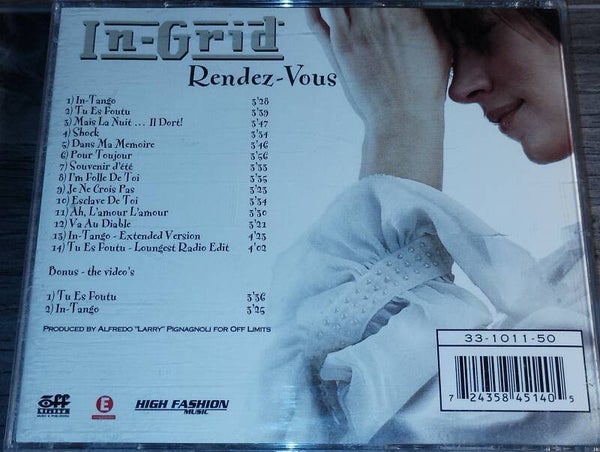 In-Grid
Rendez-Vous
1) In-Tango 3'28
2) Tu Es Foutu 3'39
3) Mais La Nuit ... Il Dort! 3'47
4) Shock 3'34
5) Dans Ma Memoire 3'46
6) Pour Toujour 3'56
7) Souvenir d'été 3'33
8) I'm Folle De Toi 3'35
9) Je Ne Crois Pas 3'23
10) Esclave De Toi 3'34
11) Ah, L'amour L'amour 3'30
12) Va Au Diable 3'21
13) In-Tango - Extended Version 4'23
14) Tu Es Foutu - Loungest Radio Edit 4'02
Bonus - the video's
1) Tu Es Foutu 3'36
2) In-Tango 3'25
Produced by Alfredo "Larry" Pignagnoli for Off Limits
33-1011-50
7 24358 45140 5
off
E
HIGH FASHION
MUSIC